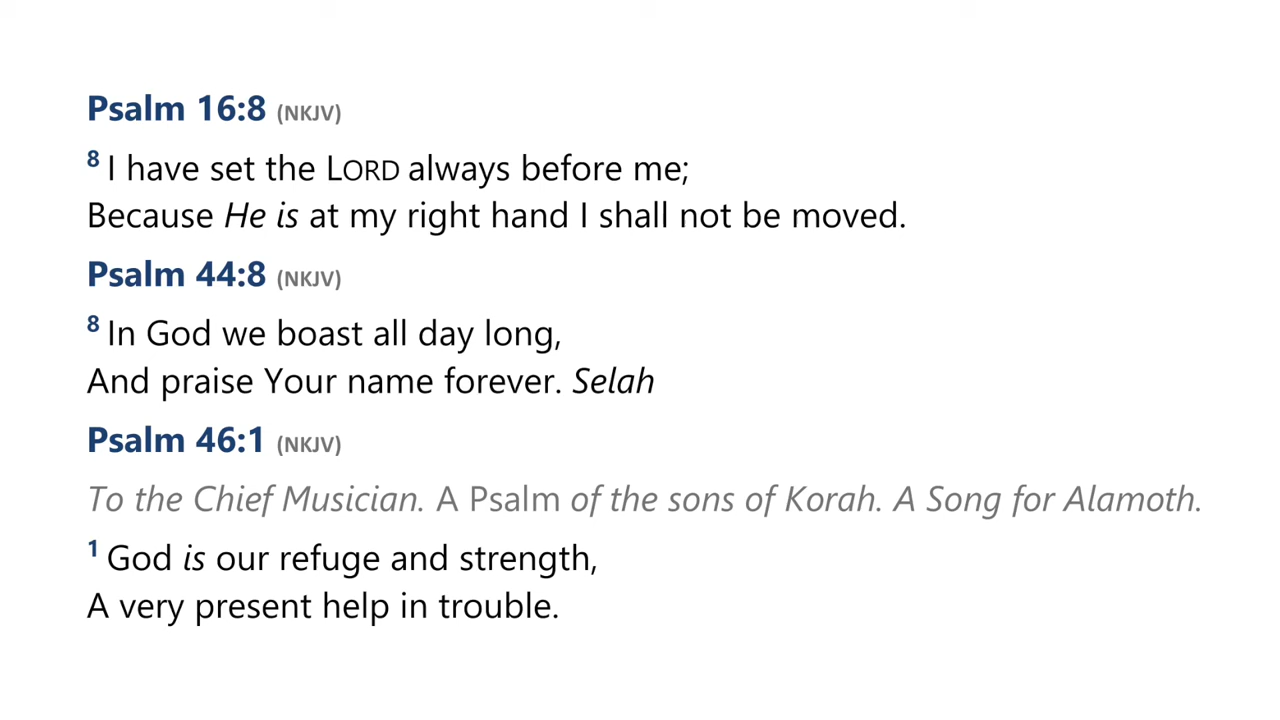 Psalm 16:8 (NKJV)
8 I have set the LORD always before me;
Because He is at my right hand I shall not be moved.
Psalm 44:8 (NKJV)
8 In God we boast all day long,
And praise Your name forever. Selah
Psalm 46:1 (NKJV)
To the Chief Musician. A Psalm of the sons of Korah. A Song for Alamoth.
1 God is our refuge and strength,
A very present help in trouble.